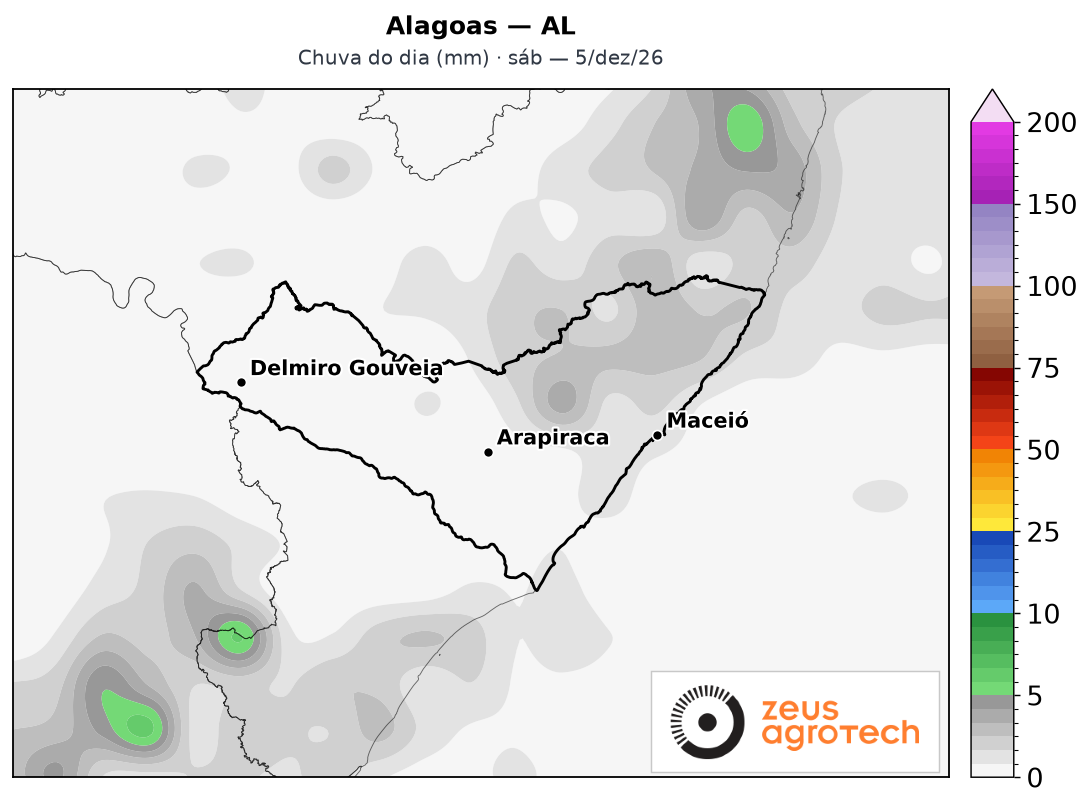 Alagoas — AL
Chuva do dia (mm) · sáb — 5/dez/26
200
150
100
75
50
25
10
5
0
Delmiro Gouveia
Maceió
Arapiraca
zeus
agrotech